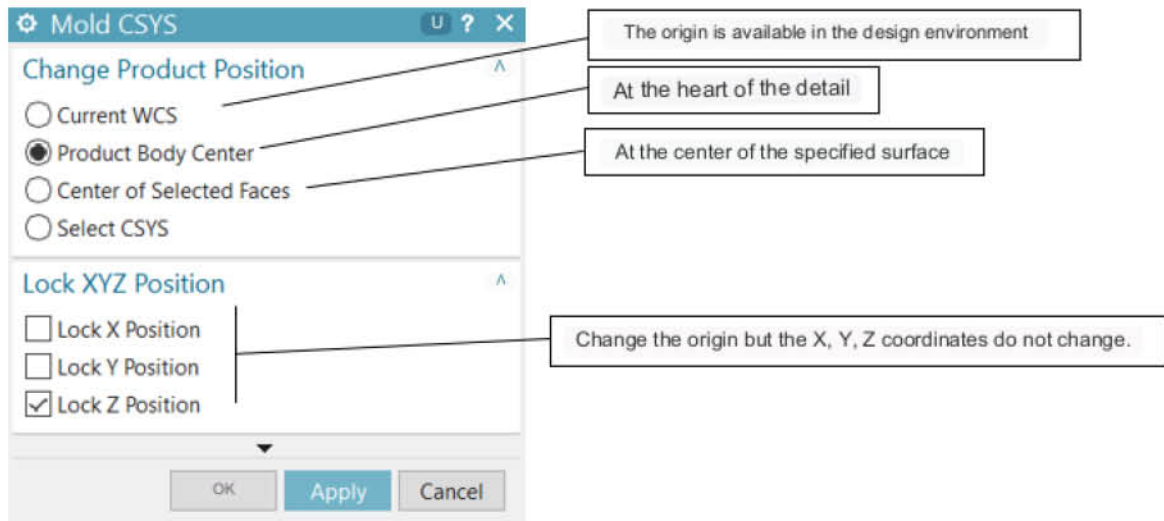 Mold CSYS
U ? ×
Change Product Position
Current WCS
Product Body Center
Center of Selected Faces
Select CSYS
Lock XYZ Position
Lock X Position
Lock Y Position
Lock Z Position
OK Apply Cancel
The origin is available in the design environment
At the heart of the detail
At the center of the specified surface
Change the origin but the X, Y, Z coordinates do not change.